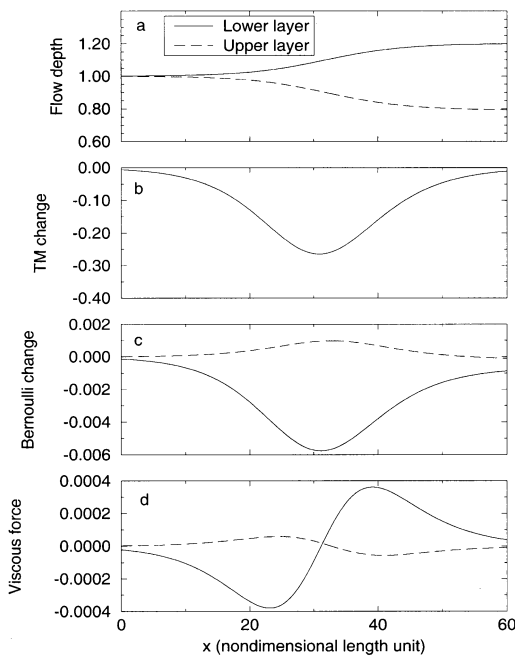 a
Lower layer
Upper layer
Flow depth
1.20
1.00
0.80
0.60
b
TM change
0.00
-0.10
-0.20
-0.30
-0.40
c
Bernoulli change
0.002
0.000
-0.002
-0.004
-0.006
d
Viscous force
0.0004
0.0002
0.0000
-0.0002
-0.0004
0 20 40 60
x (nondimensional length unit)